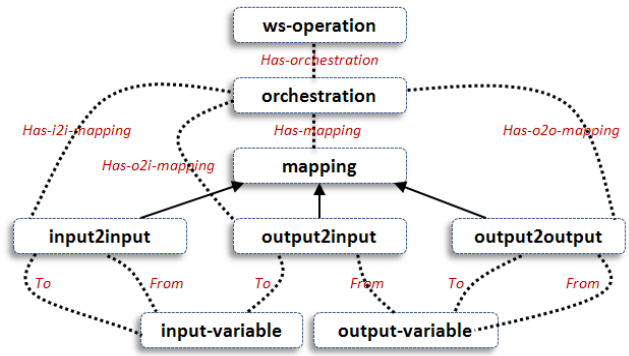 ws-operation
Has-orchestration
orchestration
Has-i2i-mapping
Has-mapping
Has-o2o-mapping
Has-o2i-mapping
mapping
input2input
output2input
output2output
To
From
To
From
To
From
input-variable
output-variable